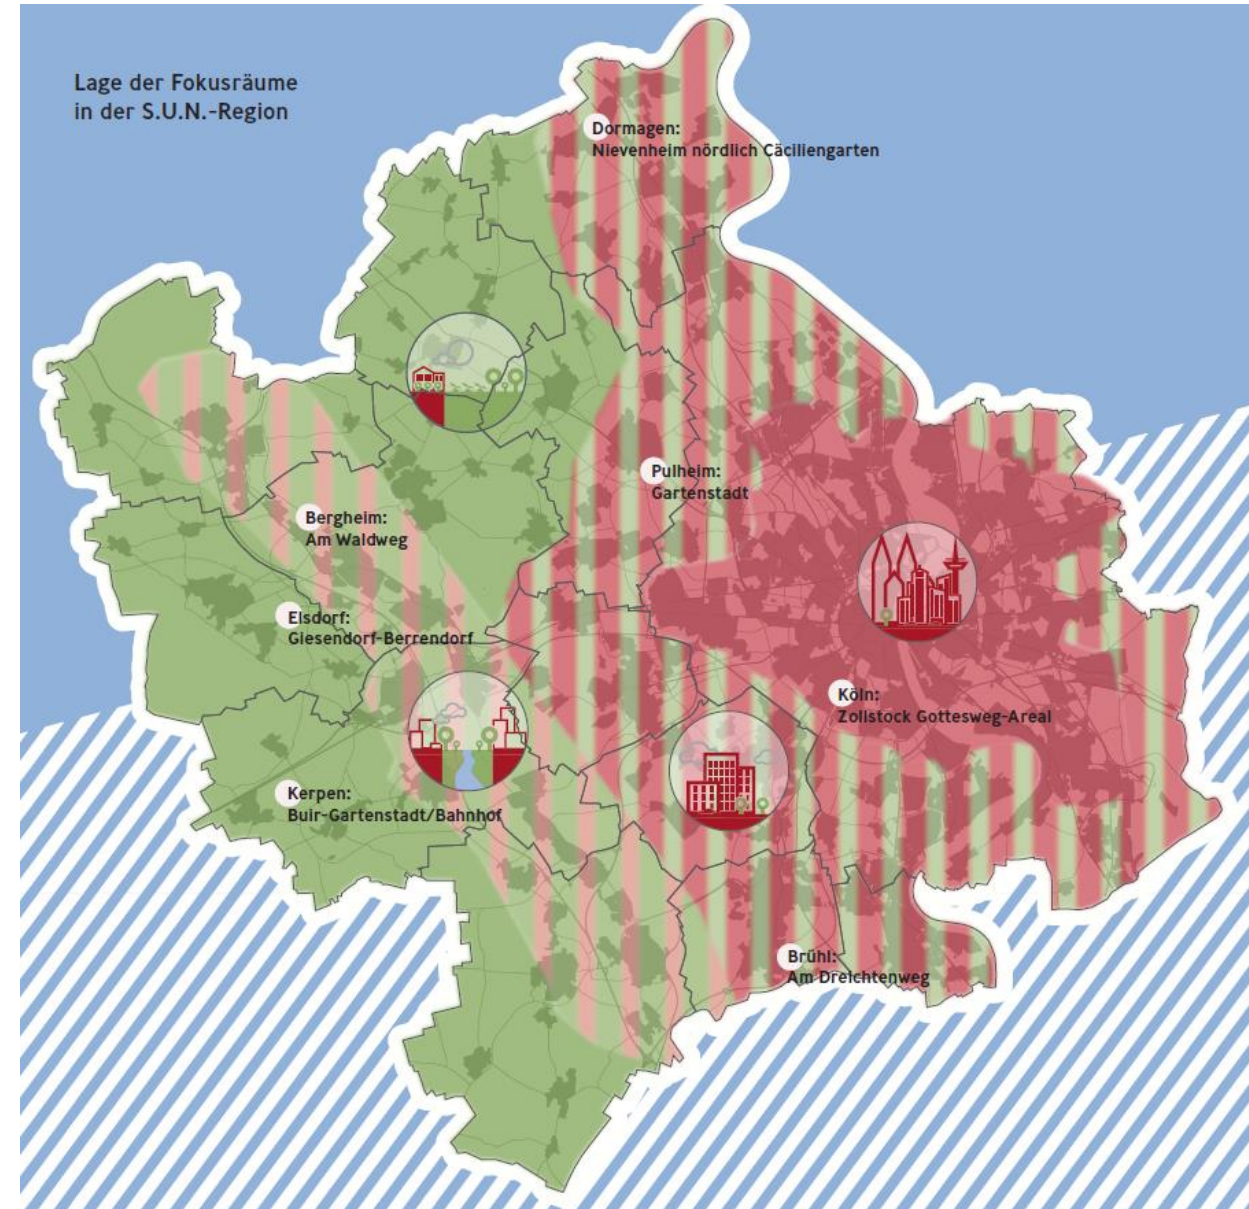 Lage der Fokusräume
in der S.U.N.-Region
Dormagen:
Nievenheim nördlich Cäciliengarten
Pulheim:
Gartenstadt
Bergheim:
Am Waldweg
Elsdorf:
Giesendorf-Berrendorf
Köln:
Zollstock Gottesweg-Areal
Kerpen:
Buir-Gartenstadt/Bahnhof
Brühl:
Am Dreichtenweg